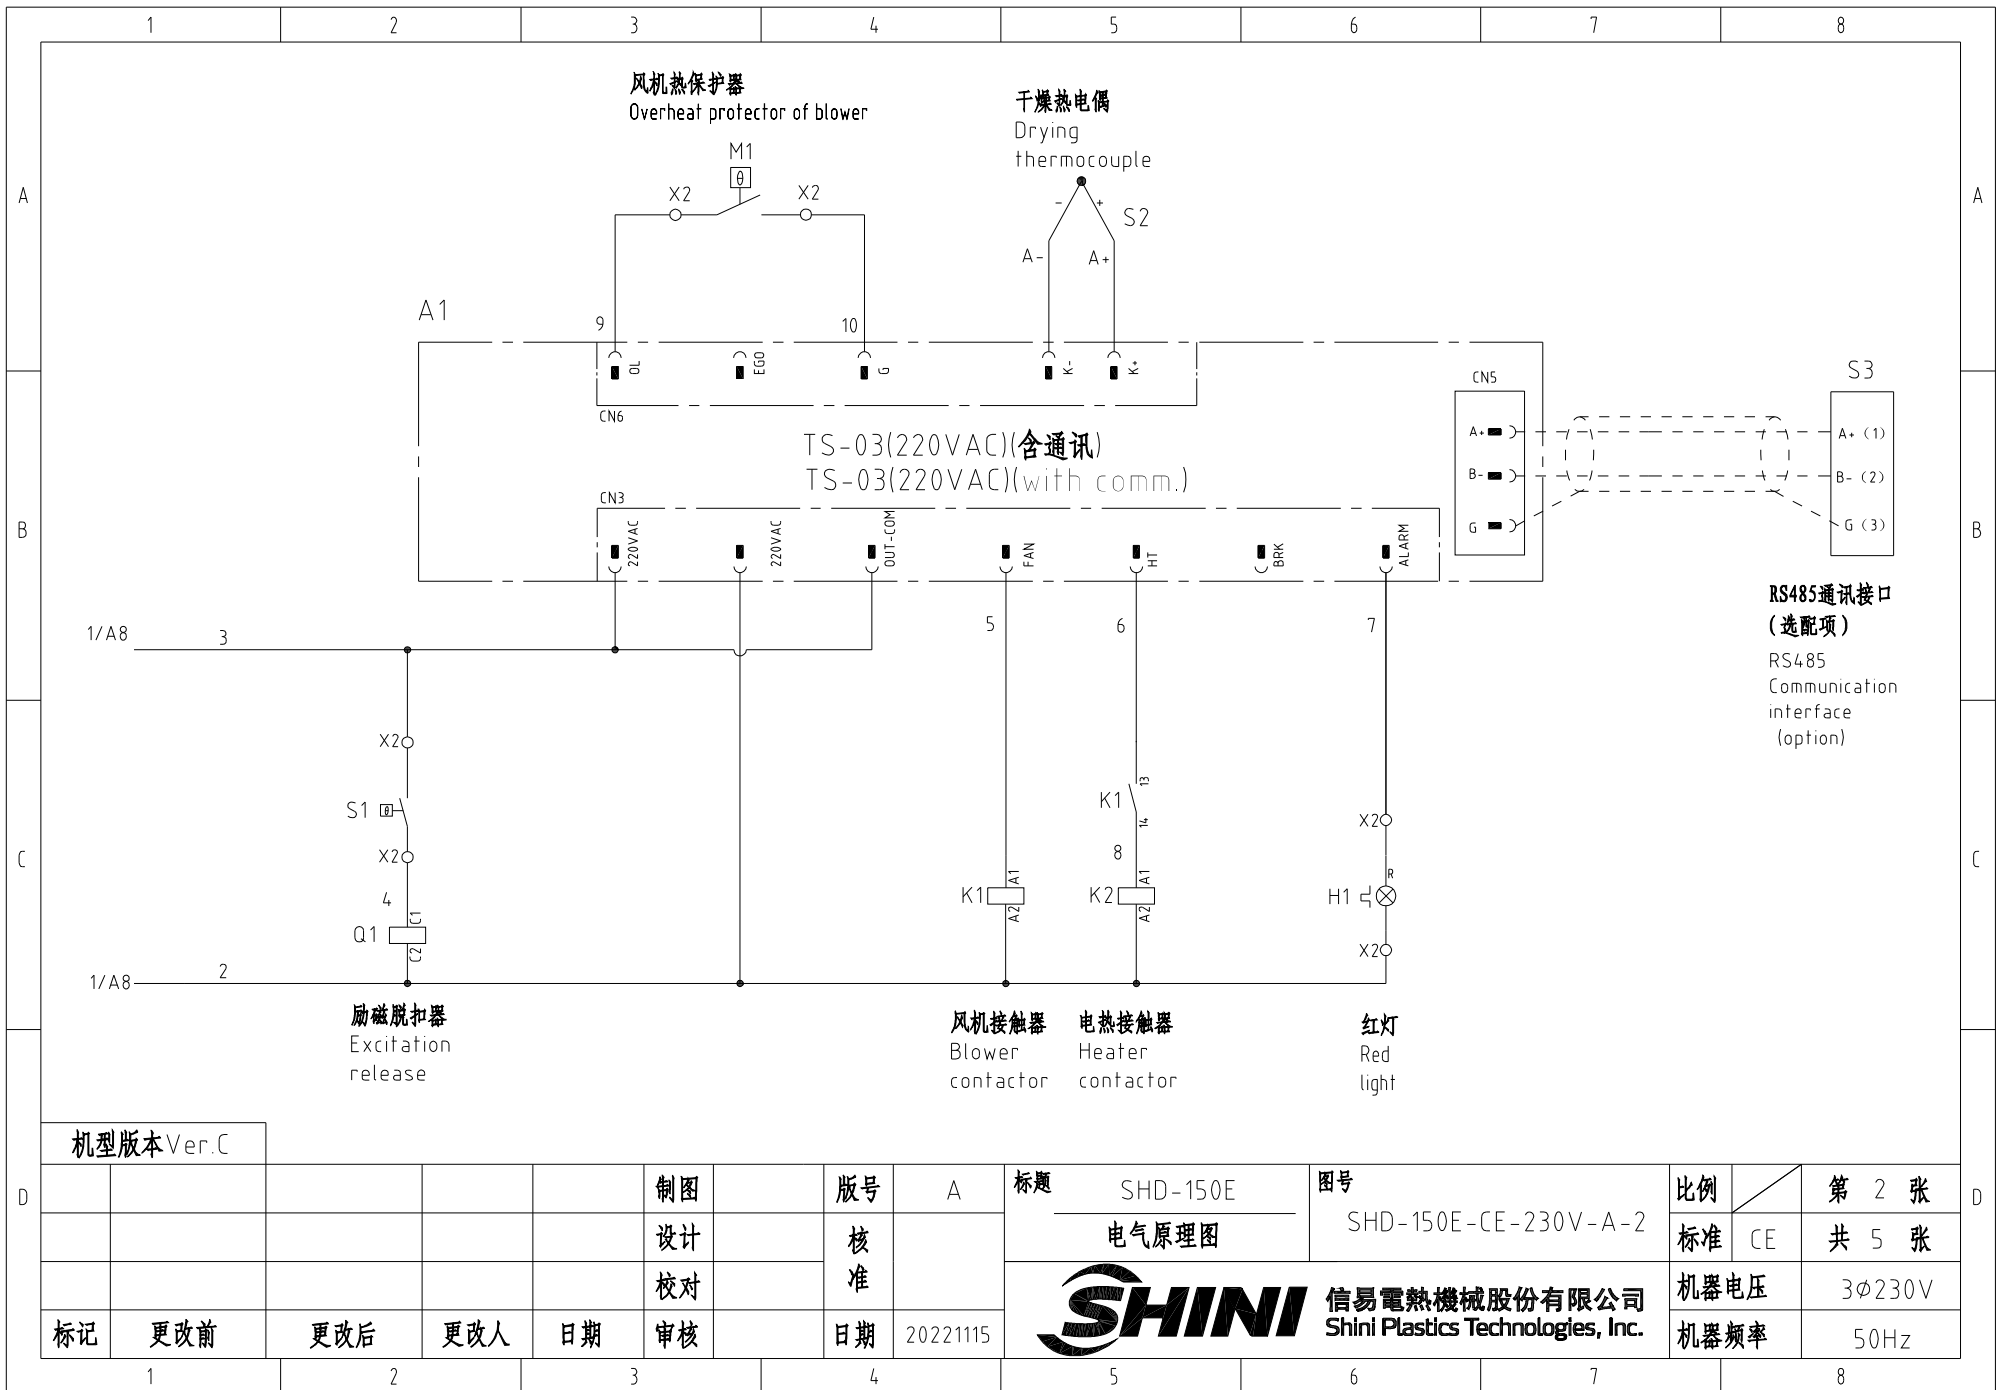 1 2 3 4 5 6 7 8
风机热保护器
Overheat protector of blower
干燥热电偶
Drying
thermocouple
M1
θ
X2 X2
- +
S2
A- A+
A A
A1
9 10
OL EGO G K- K+
CN6
TS-03(220VAC)(含通讯)
TS-03(220VAC)(with comm.)
CN3
220VAC 220VAC OUT-COM FAN HT BRK ALARM
CN5
A+
B-
G
S3
A+ (1)
B- (2)
G (3)
B B
RS485通讯接口
(选配项)
RS485
Communication
interface
(option)
1/A8 3
5 6 7
X2
S1 θ
X2
4
Q1 C1 C2
K1 13 14
8
K1 A1 A2
K2 A1 A2
X2
H1 R
X2
C C
1/A8 2
励磁脱扣器
Excitation
release
风机接触器
Blower
contactor
电热接触器
Heater
contactor
红灯
Red
light
机型版本Ver.C
D D
制图 版号 A
设计 核准
校对
标记 更改前 更改后 更改人 日期 审核 日期 20221115
标题 SHD-150E
电气原理图
图号
SHD-150E-CE-230V-A-2
比例 第 2 张
标准 CE 共 5 张
机器电压 3∅230V
机器频率 50Hz
SHINI
信易電熱機械股份有限公司
Shini Plastics Technologies, Inc.
1 2 3 4 5 6 7 8